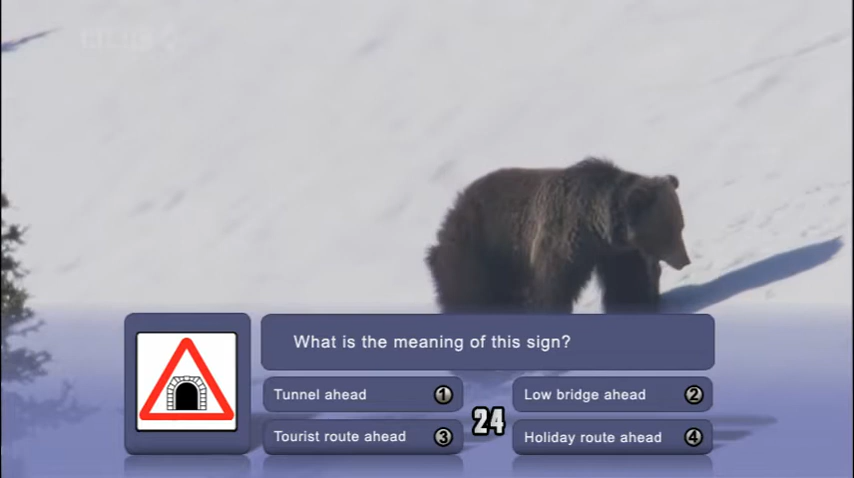 What is the meaning of this sign?
Tunnel ahead 1
Low bridge ahead 2
24
Tourist route ahead 3
Holiday route ahead 4